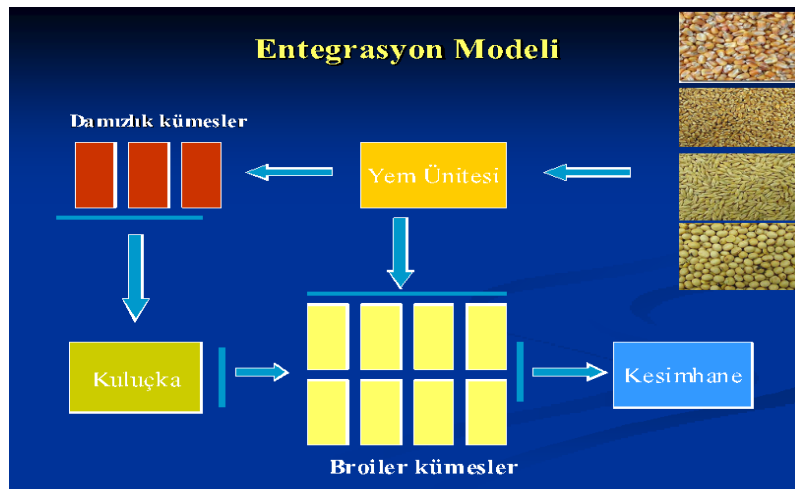 Entegrasyon Modeli
Damızlık kümesler
Yem Ünitesi
Kuluçka
Kesimhane
Broiler kümesler